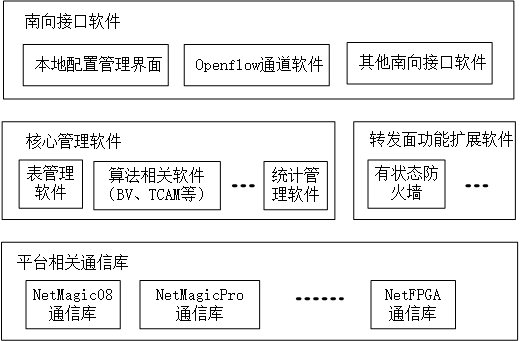 南向接口软件
本地配置管理界面
Openflow通道软件
其他南向接口软件
核心管理软件
表管理
软件
算法相关软件
(BV、TCAM等)
...
统计管
理软件
转发面功能扩展软件
有状态防
火墙
...
平台相关通信库
NetMagic08
通信库
NetMagicPro
通信库
......
NetFPGA
通信库